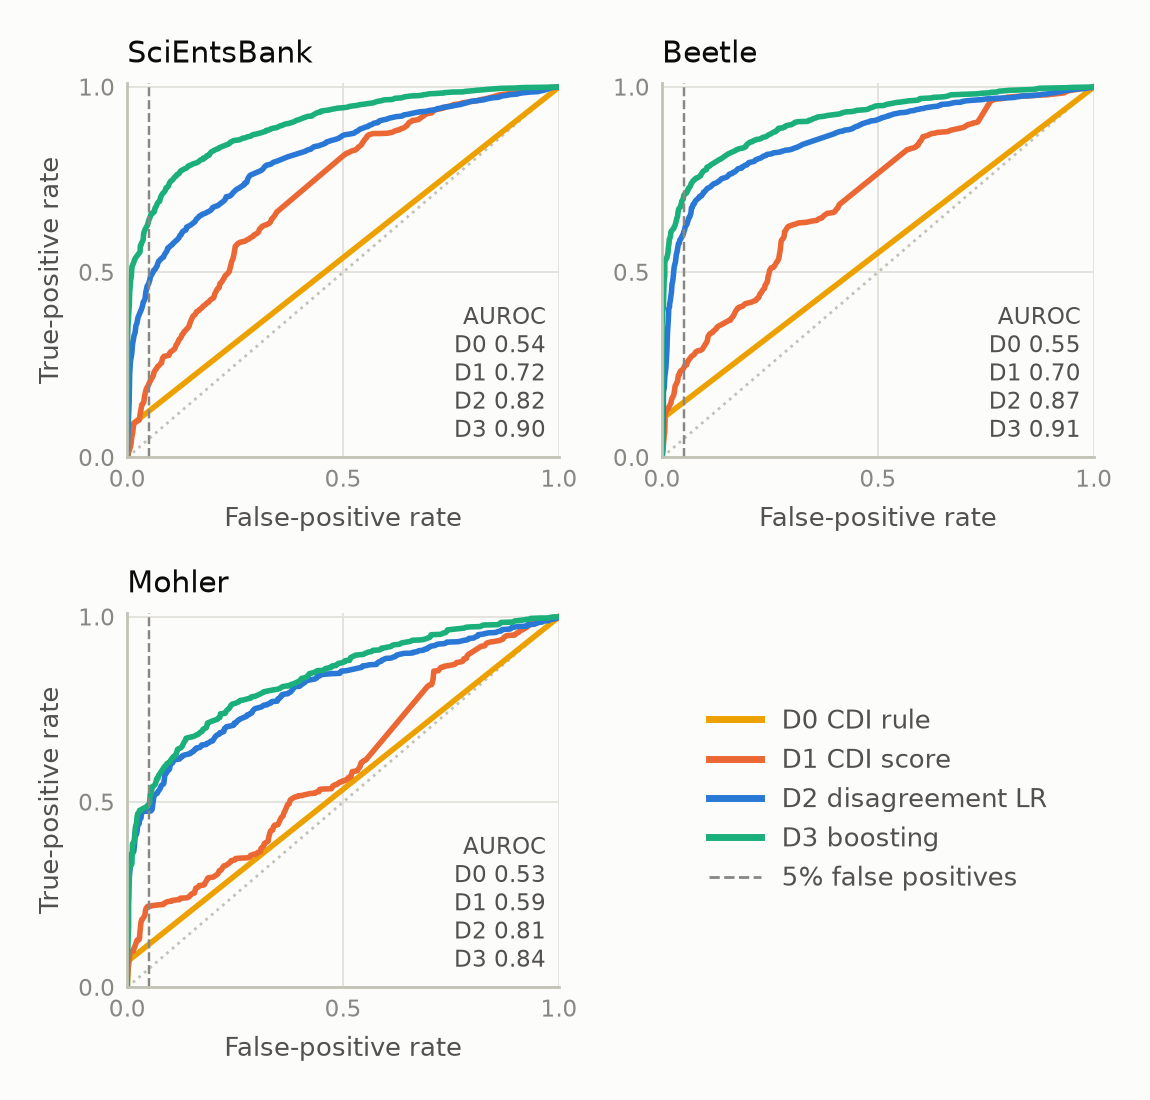 SciEntsBank
1.0
0.5
0.0
True-positive rate
AUROC
D0 0.54
D1 0.72
D2 0.82
D3 0.90
0.0 0.5 1.0
False-positive rate
Beetle
1.0
0.5
0.0
AUROC
D0 0.55
D1 0.70
D2 0.87
D3 0.91
0.0 0.5 1.0
False-positive rate
Mohler
1.0
0.5
0.0
True-positive rate
AUROC
D0 0.53
D1 0.59
D2 0.81
D3 0.84
0.0 0.5 1.0
False-positive rate
D0 CDI rule
D1 CDI score
D2 disagreement LR
D3 boosting
5% false positives